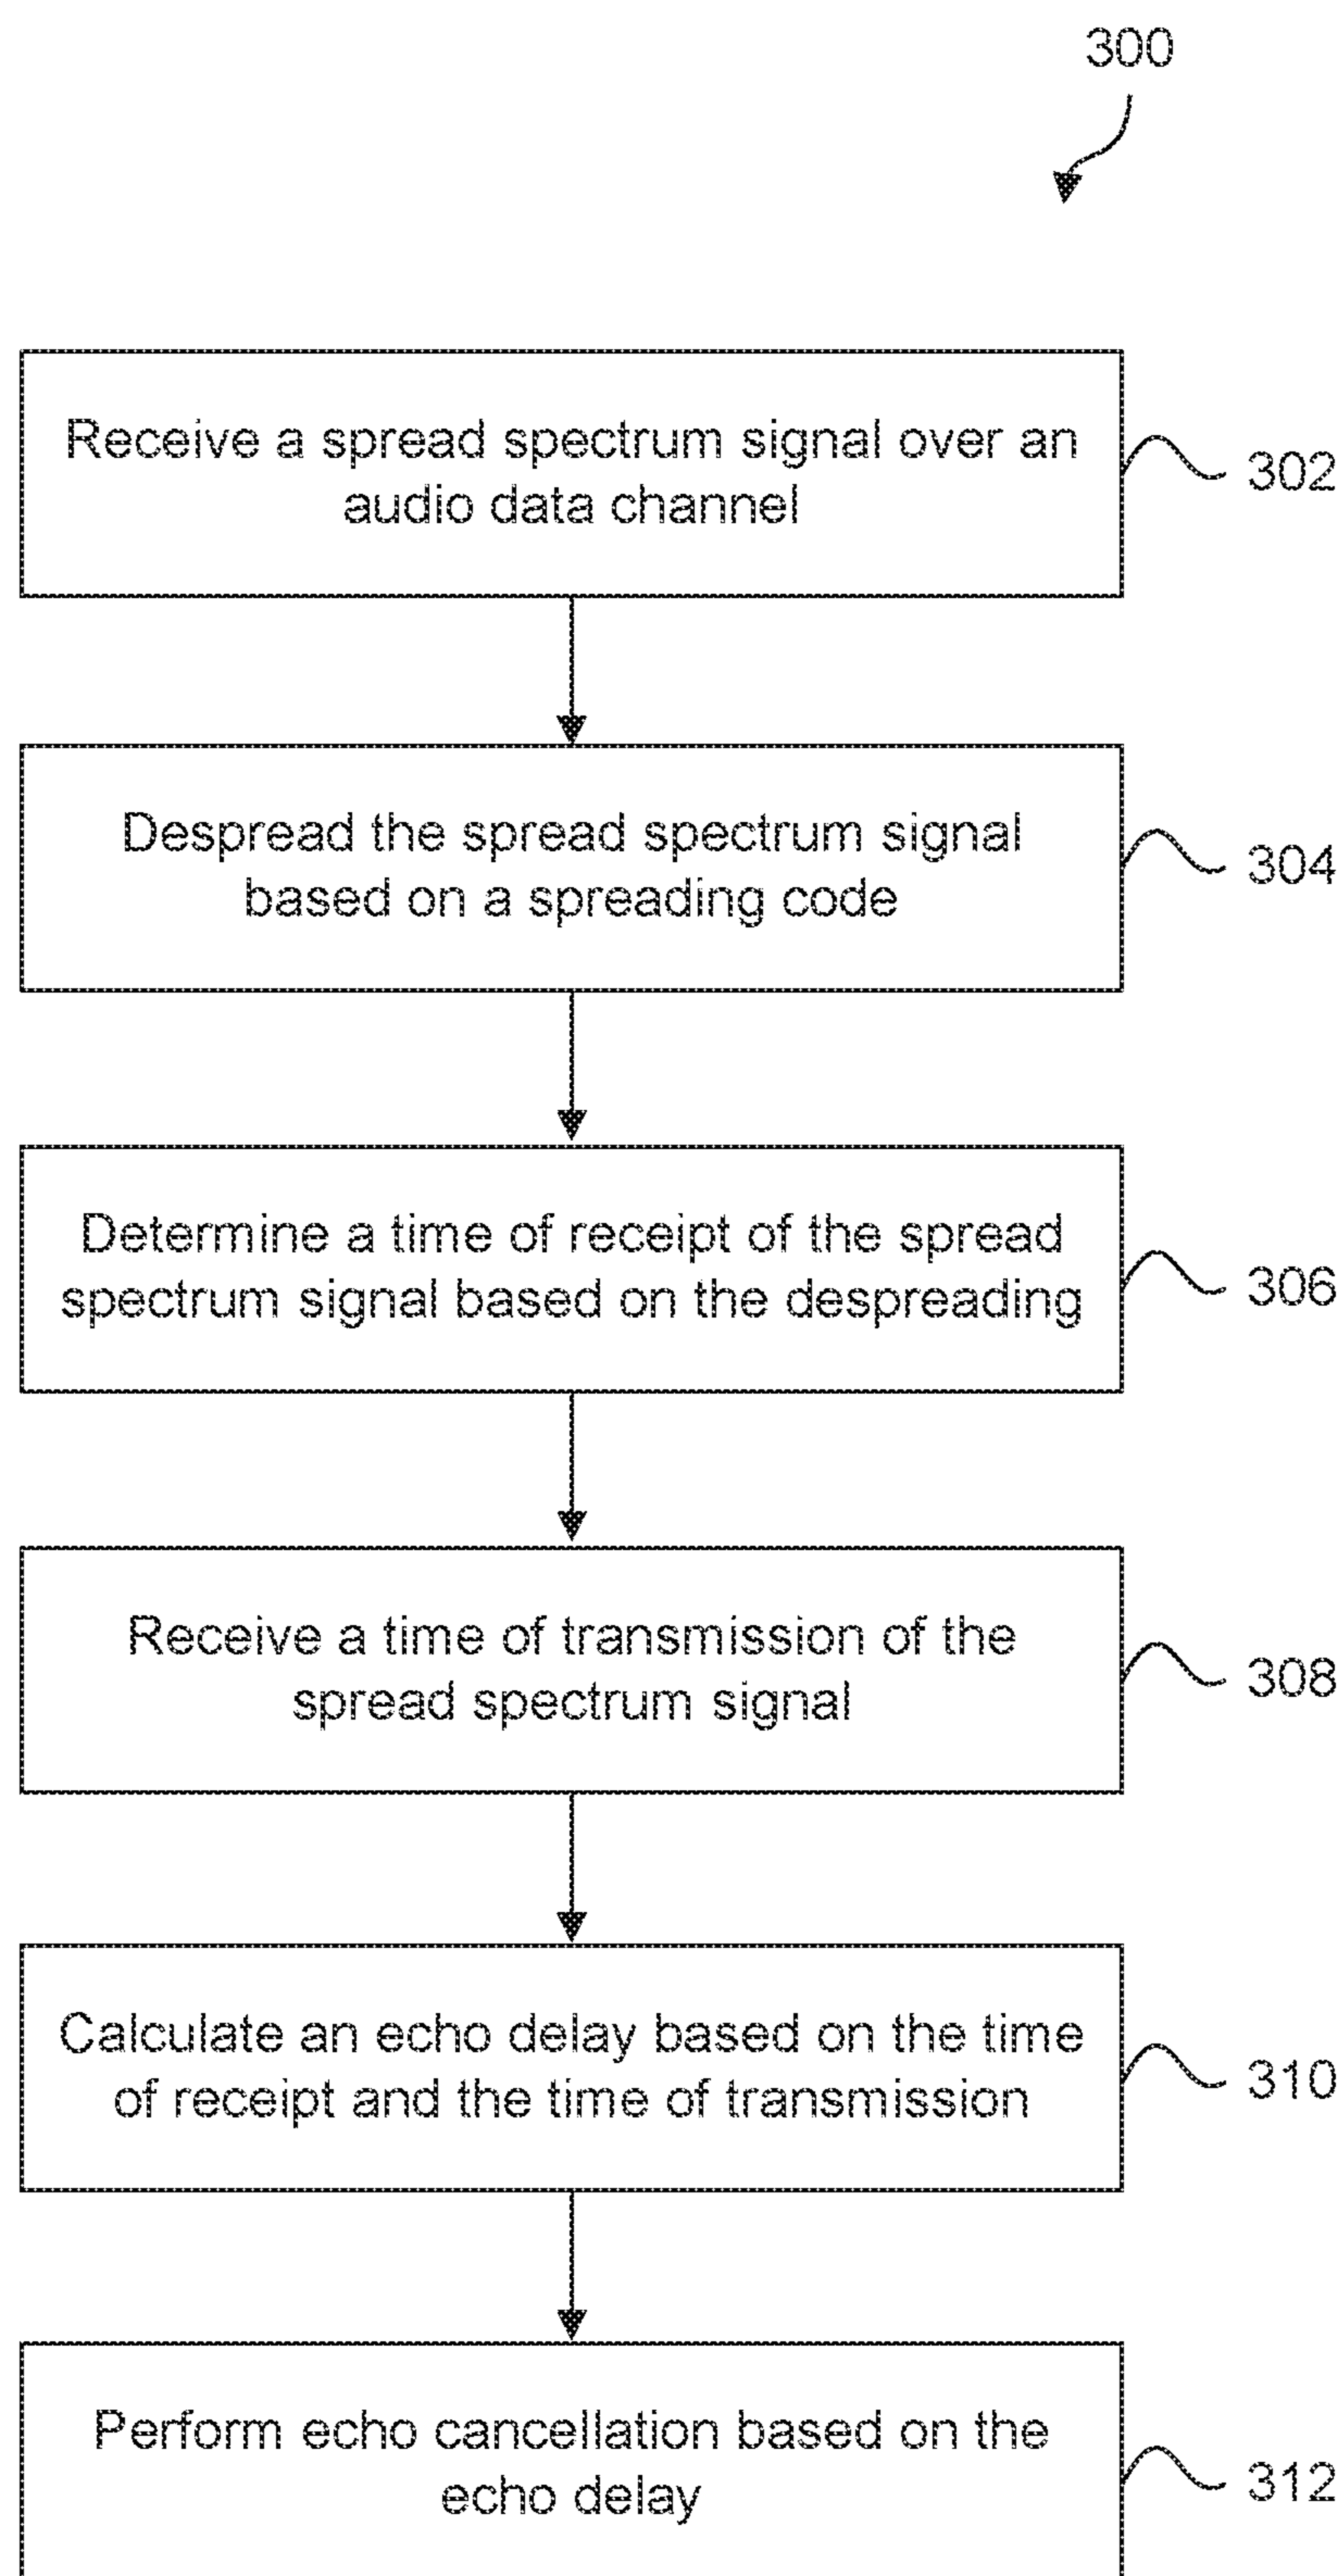 300
Receive a spread spectrum signal over an
audio data channel
302
Despread the spread spectrum signal
based on a spreading code
304
Determine a time of receipt of the spread
spectrum signal based on the despreading
306
Receive a time of transmission of the
spread spectrum signal
308
Calculate an echo delay based on the time
of receipt and the time of transmission
310
Perform echo cancellation based on the
echo delay
312